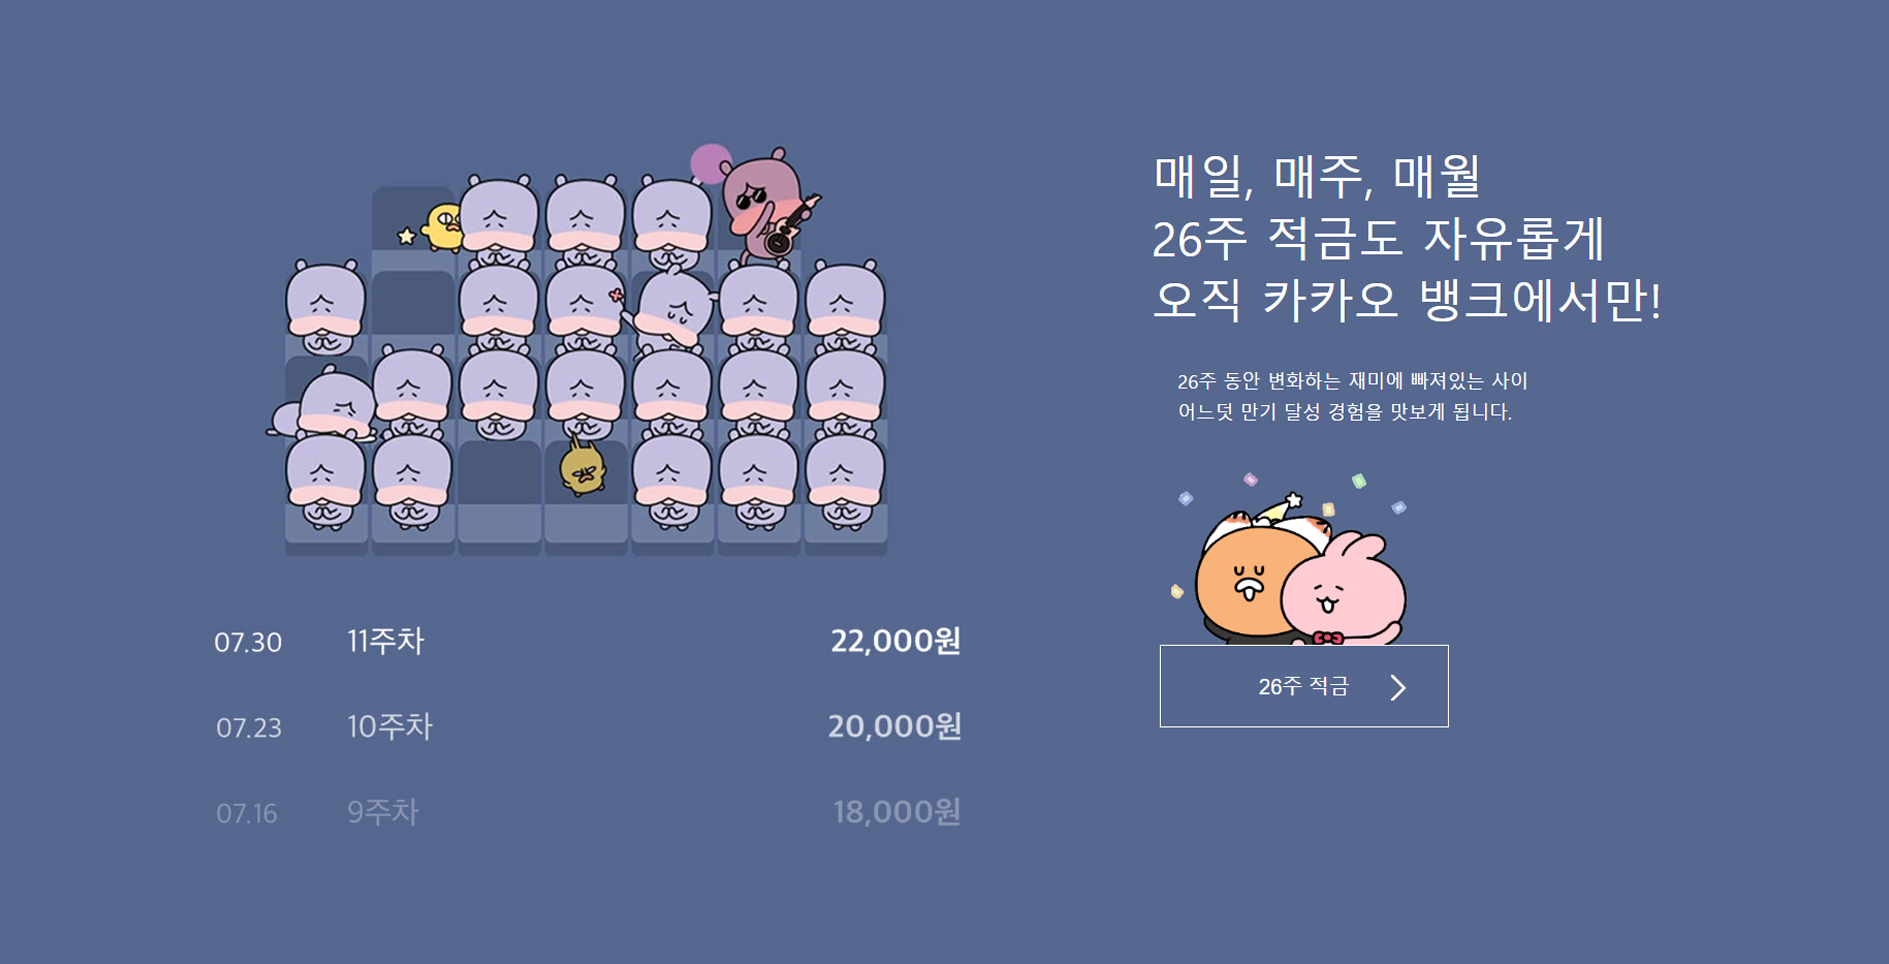 매일, 매주, 매월
26주 적금도 자유롭게
오직 카카오 뱅크에서만!
26주 동안 변화하는 재미에 빠져있는 사이
어느덧 만기 달성 경험을 맛보게 됩니다.
26주 적금
07.30 11주차 22,000원
07.23 10주차 20,000원
07.16 9주차 18,000원